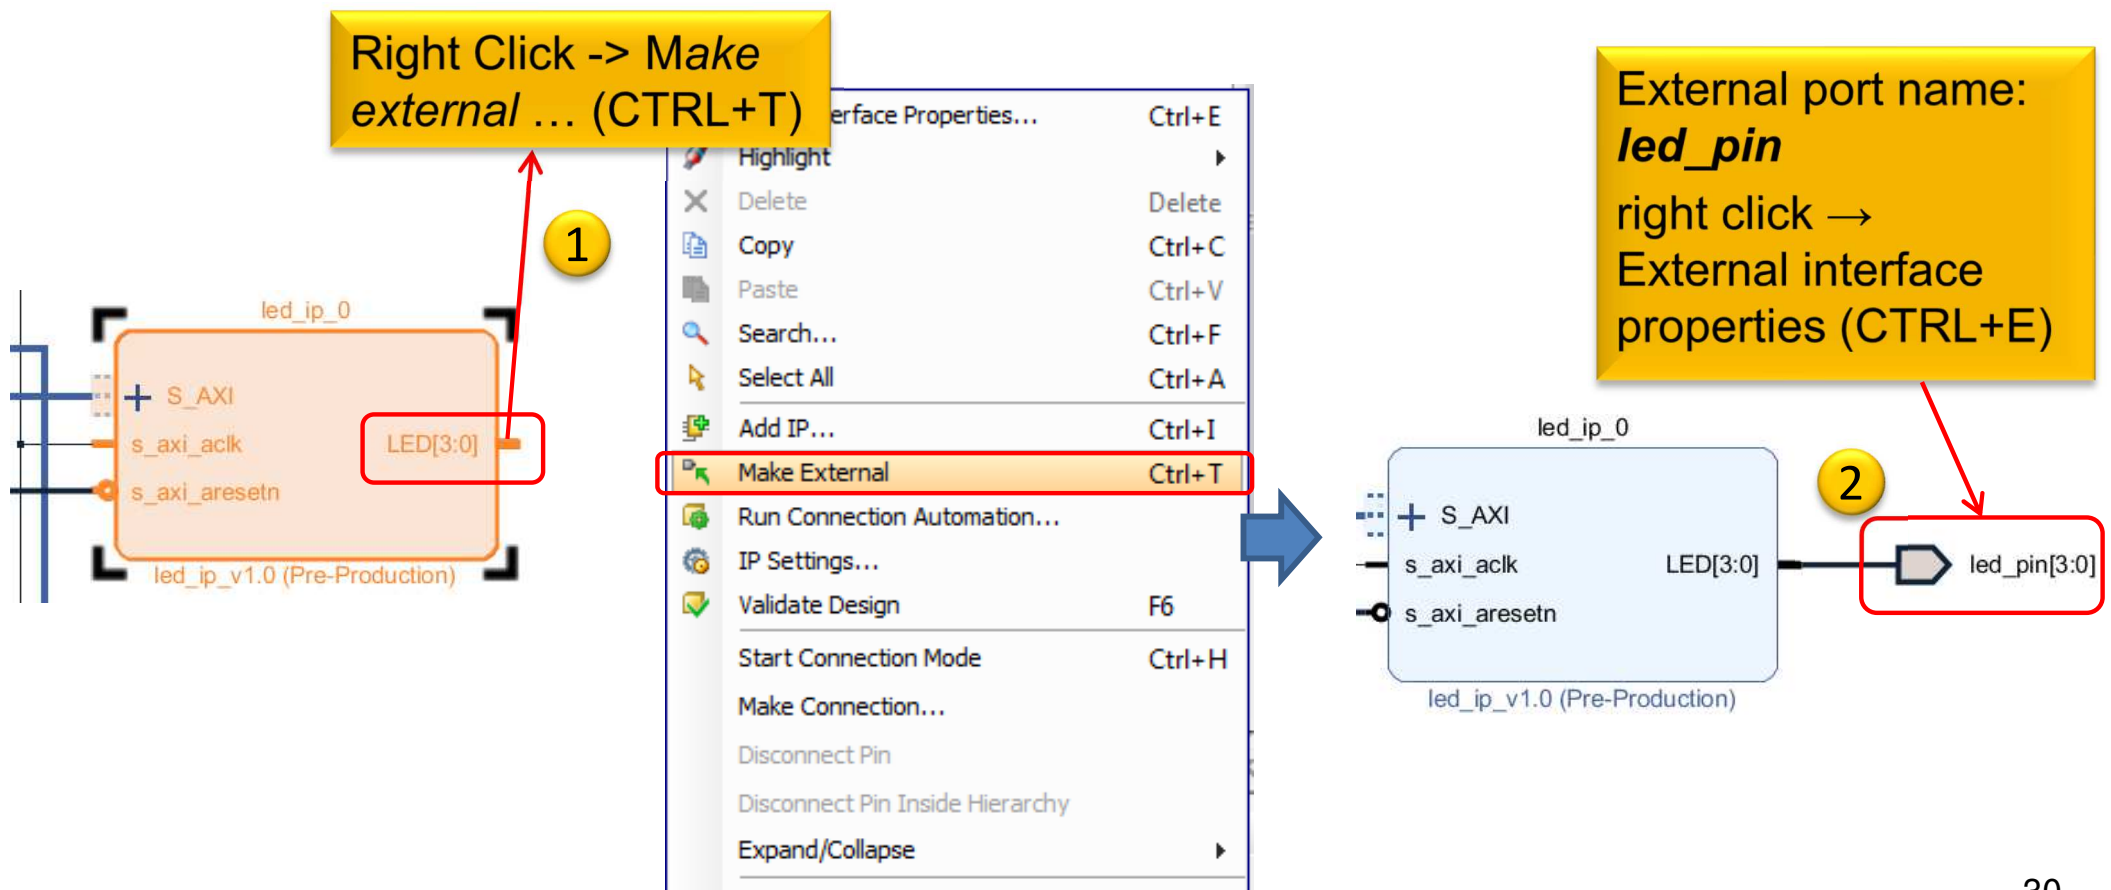 Right Click -> Make
external … (CTRL+T)
1
led_ip_0
S_AXI
s_axi_aclk
LED[3:0]
s_axi_aresetn
led_ip_v1.0 (Pre-Production)
erface Properties... Ctrl+E
Highlight
Delete Delete
Copy Ctrl+C
Paste Ctrl+V
Search... Ctrl+F
Select All Ctrl+A
Add IP... Ctrl+I
Make External Ctrl+T
Run Connection Automation...
IP Settings...
Validate Design F6
Start Connection Mode Ctrl+H
Make Connection...
Disconnect Pin
Disconnect Pin Inside Hierarchy
Expand/Collapse
External port name:
led_pin
right click →
External interface
properties (CTRL+E)
2
led_ip_0
S_AXI
s_axi_aclk
LED[3:0]
led_pin[3:0]
s_axi_aresetn
led_ip_v1.0 (Pre-Production)